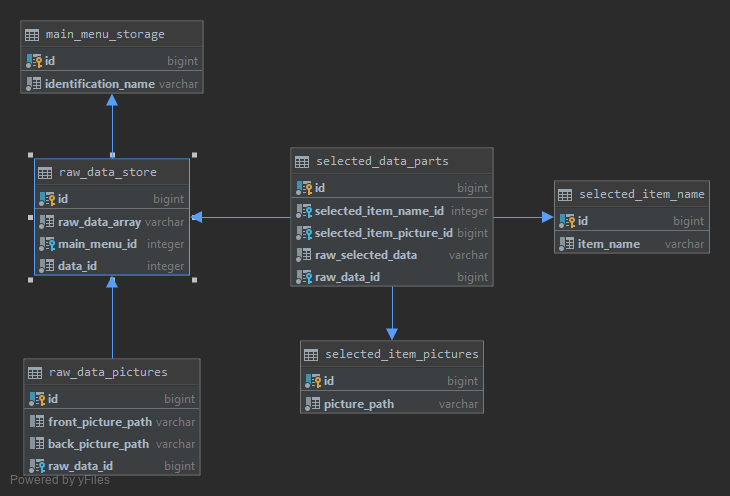 main_menu_storage
id bigint
identification_name varchar
raw_data_store
id bigint
raw_data_array varchar
main_menu_id integer
data_id integer
selected_data_parts
id bigint
selected_item_name_id integer
selected_item_picture_id bigint
raw_selected_data varchar
raw_data_id bigint
selected_item_name
id bigint
item_name varchar
raw_data_pictures
id bigint
front_picture_path varchar
back_picture_path varchar
raw_data_id bigint
selected_item_pictures
id bigint
picture_path varchar
Powered by yFiles